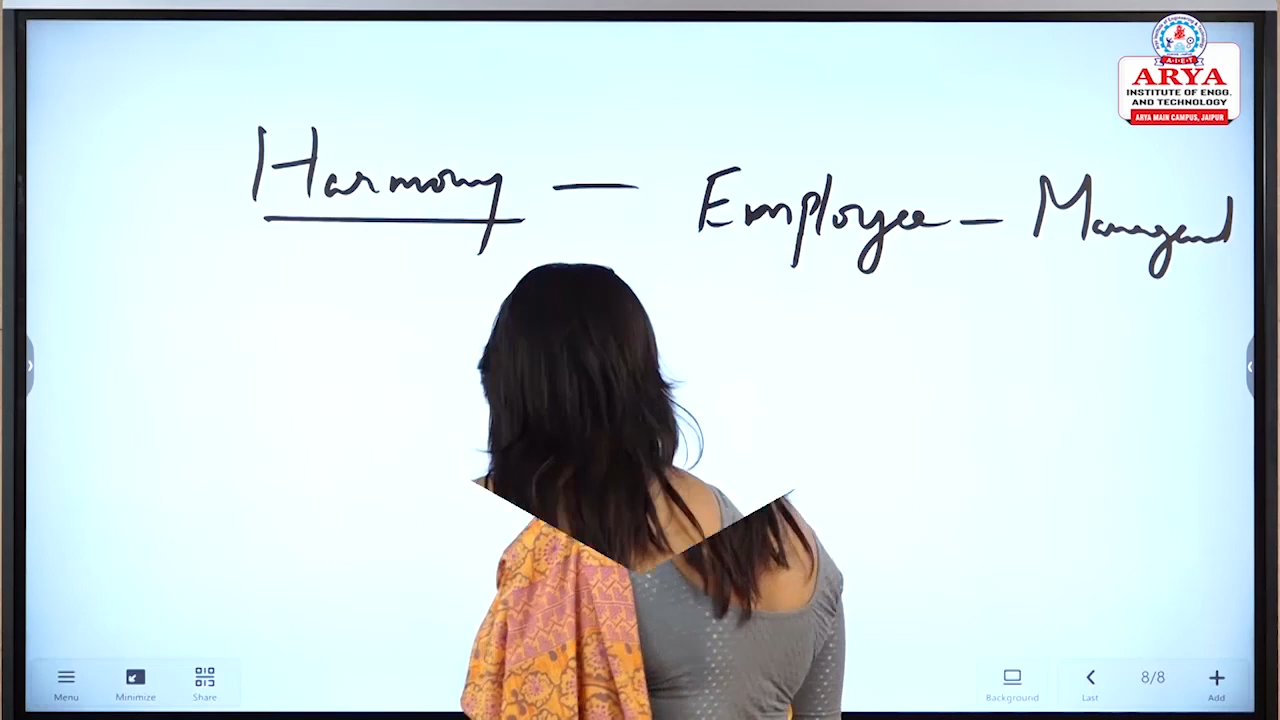 ARYA
INSTITUTE OF ENGG.
AND TECHNOLOGY
ARYA MAIN CAMPUS, JAIPUR
A.I.E.T.
Harmony — Employee —
Menu
Minimize
Share
Background
Last
8/8
Add